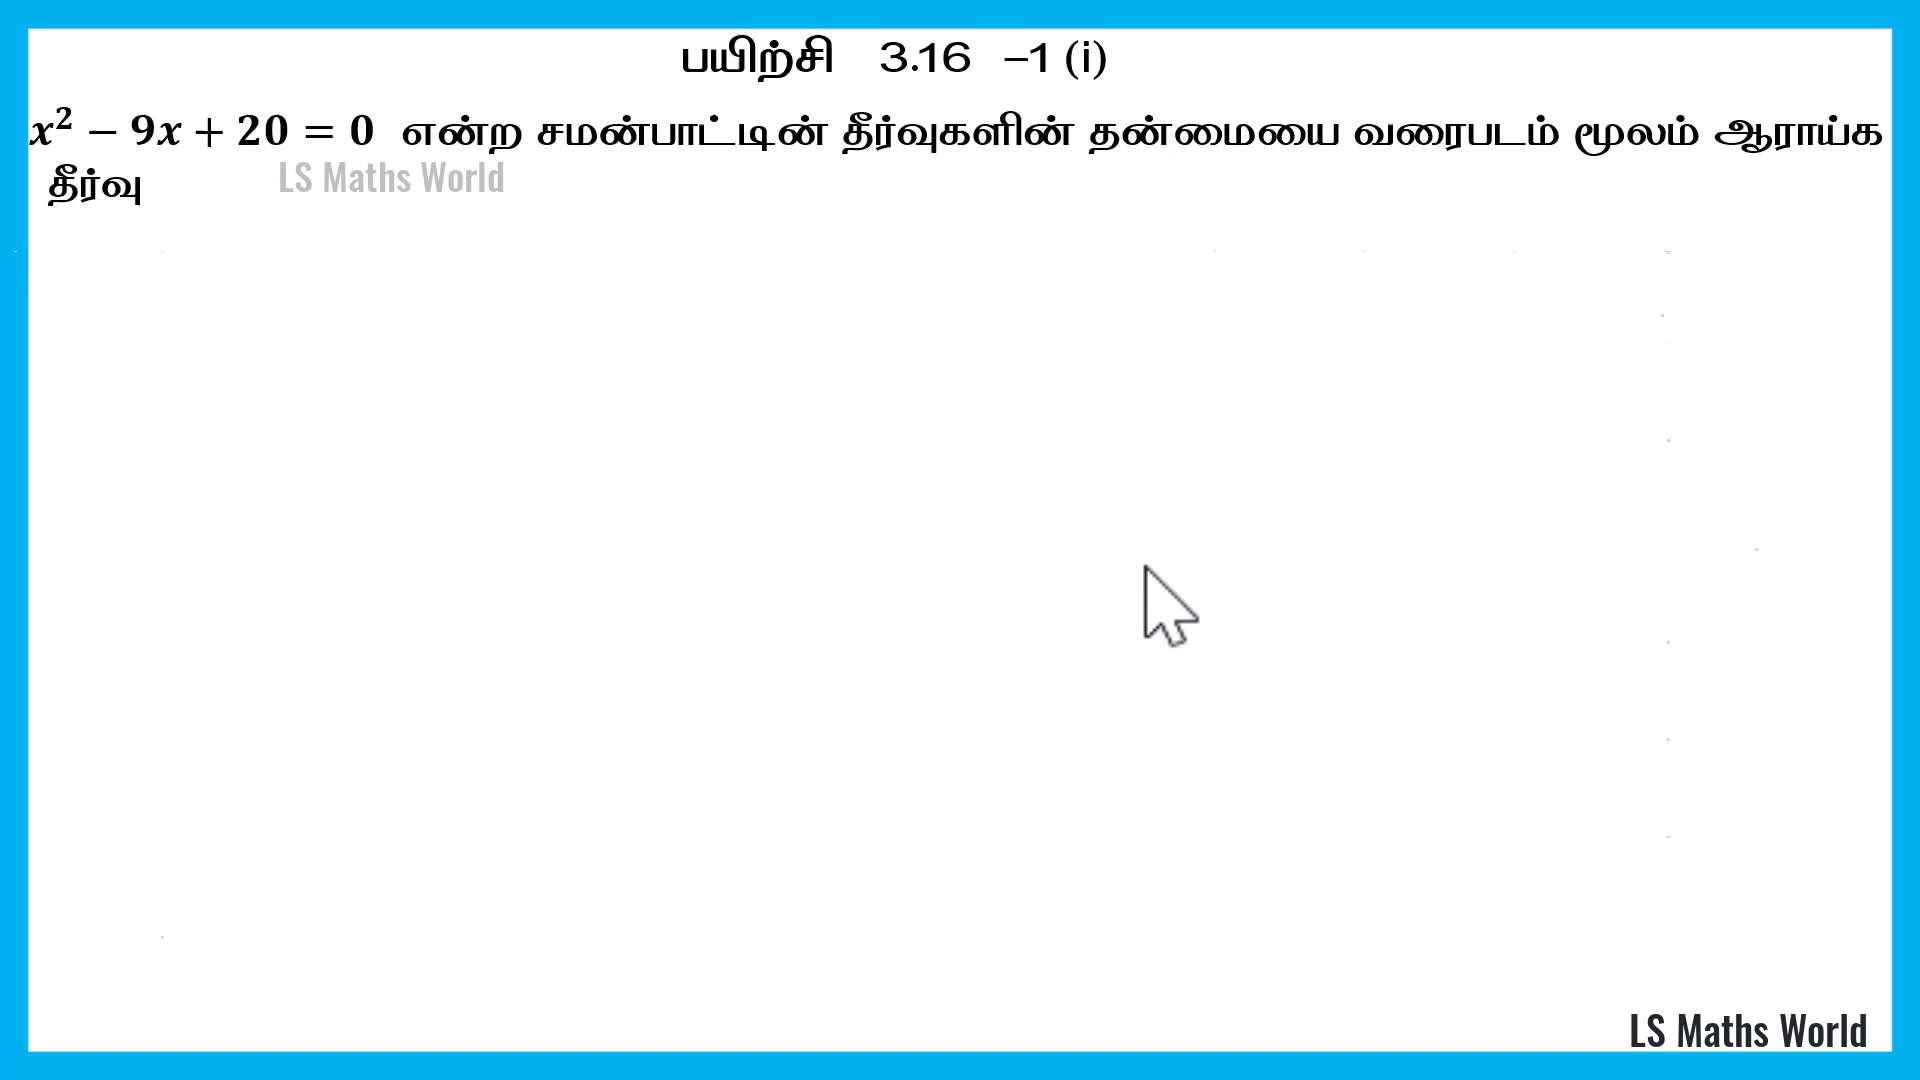 பயிற்சி 3.16 –1 (i)
x² − 9x + 20 = 0 என்ற சமன்பாட்டின் தீர்வுகளின் தன்மையை வரைபடம் மூலம் ஆராய்க
தீர்வு
LS Maths World
LS Maths World